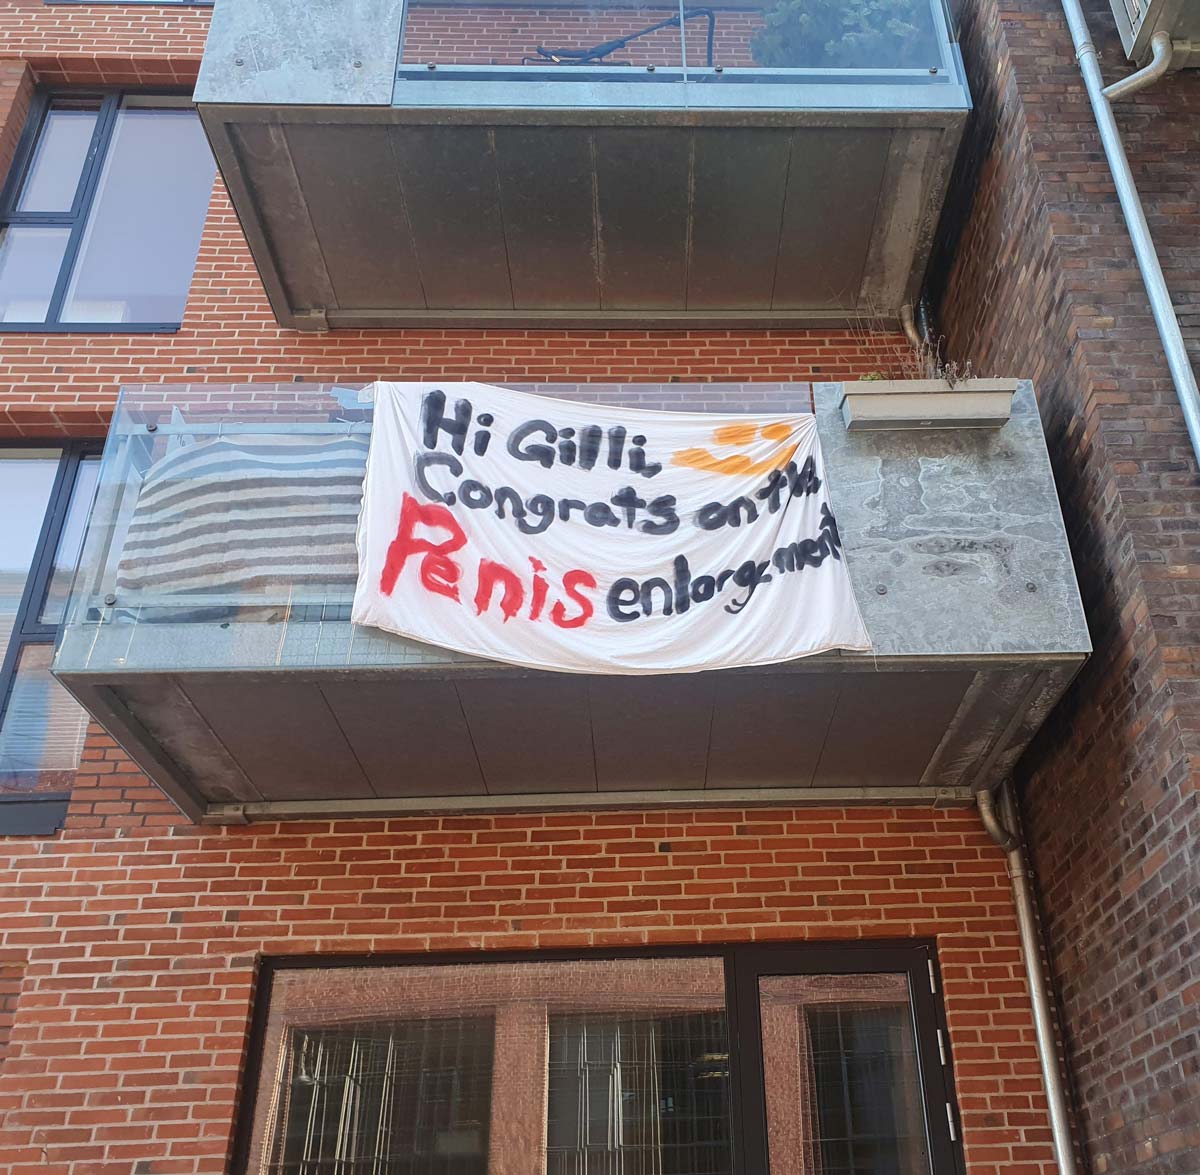 Hi Gilli,
Congrats on the
Penis enlargement